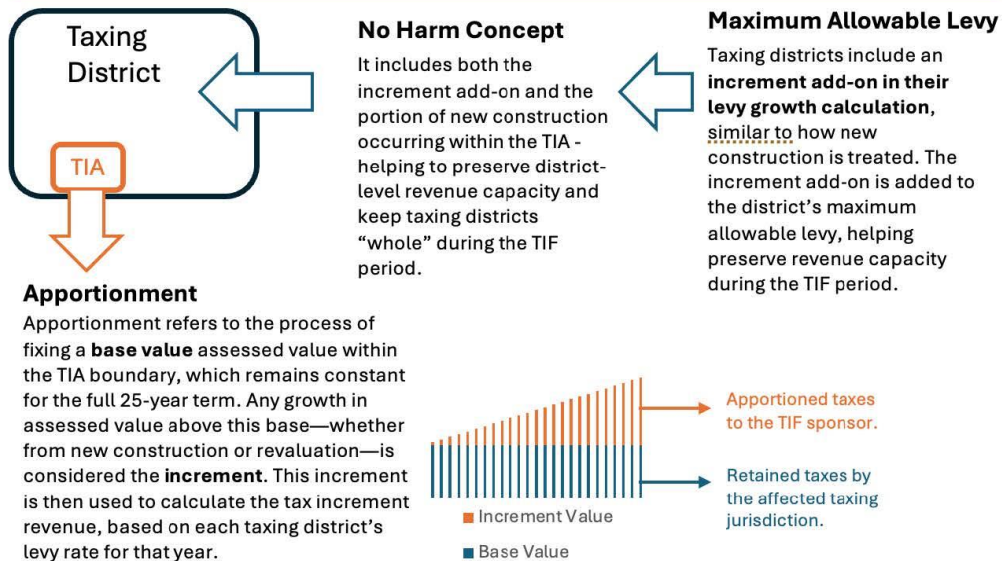 Taxing
District
TIA
No Harm Concept
It includes both the
increment add-on and the
portion of new construction
occurring within the TIA -
helping to preserve district-
level revenue capacity and
keep taxing districts
“whole” during the TIF
period.
Maximum Allowable Levy
Taxing districts include an
increment add-on in their
levy growth calculation,
similar to how new
construction is treated. The
increment add-on is added to
the district’s maximum
allowable levy, helping
preserve revenue capacity
during the TIF period.
Apportionment
Apportionment refers to the process of
fixing a base value assessed value within
the TIA boundary, which remains constant
for the full 25-year term. Any growth in
assessed value above this base—whether
from new construction or revaluation—is
considered the increment. This increment
is then used to calculate the tax increment
revenue, based on each taxing district’s
levy rate for that year.
Apportioned taxes
to the TIF sponsor.
Retained taxes by
the affected taxing
jurisdiction.
Increment Value
Base Value